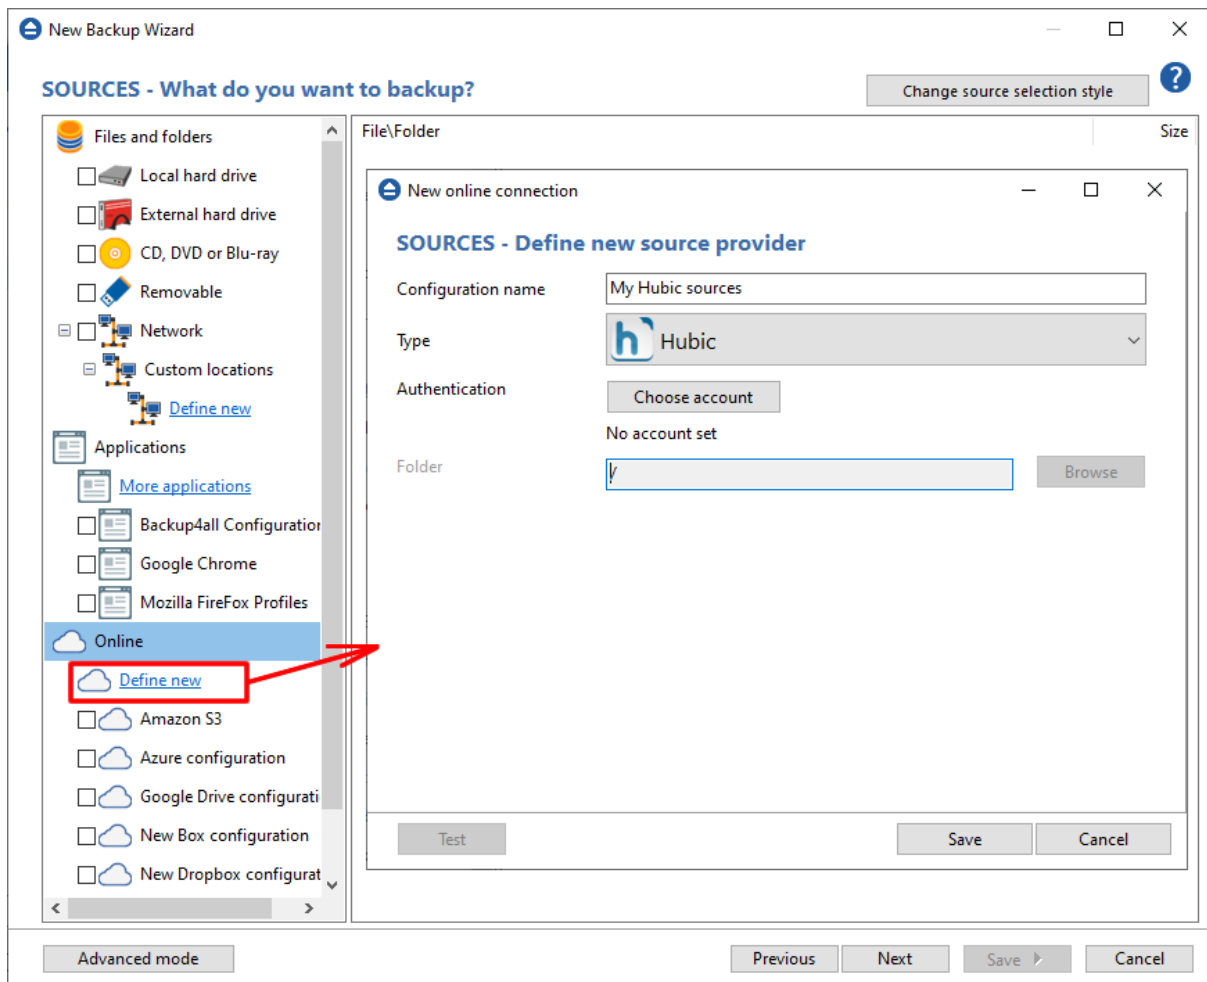 New Backup Wizard
SOURCES - What do you want to backup?
Change source selection style
?
Files and folders
Local hard drive
External hard drive
CD, DVD or Blu-ray
Removable
Network
Custom locations
Define new
Applications
More applications
Backup4all Configuration
Google Chrome
Mozilla FireFox Profiles
Online
Define new
Amazon S3
Azure configuration
Google Drive configurati
New Box configuration
New Dropbox configurat
File\Folder
Size
New online connection
SOURCES - Define new source provider
Configuration name
My Hubic sources
Type
h Hubic
Authentication
Choose account
No account set
Folder
/
Browse
Test
Save
Cancel
Advanced mode
Previous
Next
Save
Cancel